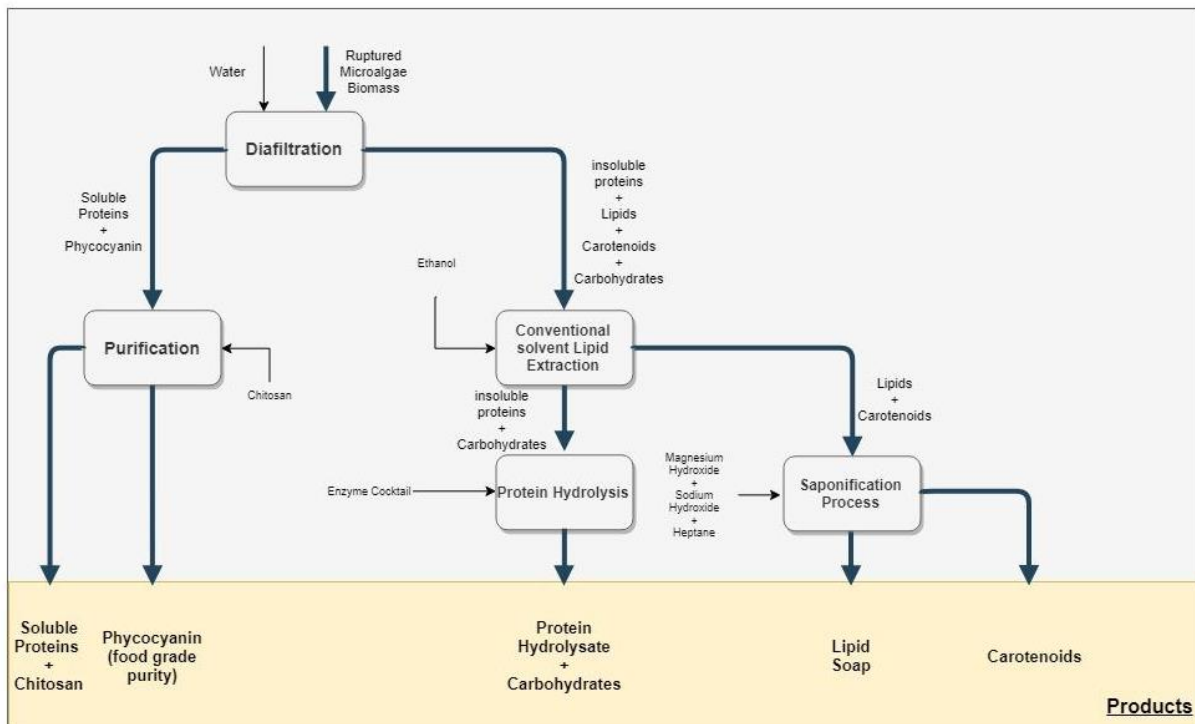 Water
Ruptured
Microalgae
Biomass
Diafiltration
Soluble
Proteins
+
Phycocyanin
insoluble
proteins
+
Lipids
+
Carotenoids
+
Carbohydrates
Ethanol
Purification
Chitosan
Conventional
solvent Lipid
Extraction
insoluble
proteins
+
Carbohydrates
Lipids
+
Carotenoids
Enzyme Cocktail
Protein Hydrolysis
Magnesium
Hydroxide
+
Sodium
Hydroxide
+
Heptane
Saponification
Process
Soluble
Proteins
+
Chitosan
Phycocyanin
(food grade
purity)
Protein
Hydrolysate
+
Carbohydrates
Lipid
Soap
Carotenoids
Products